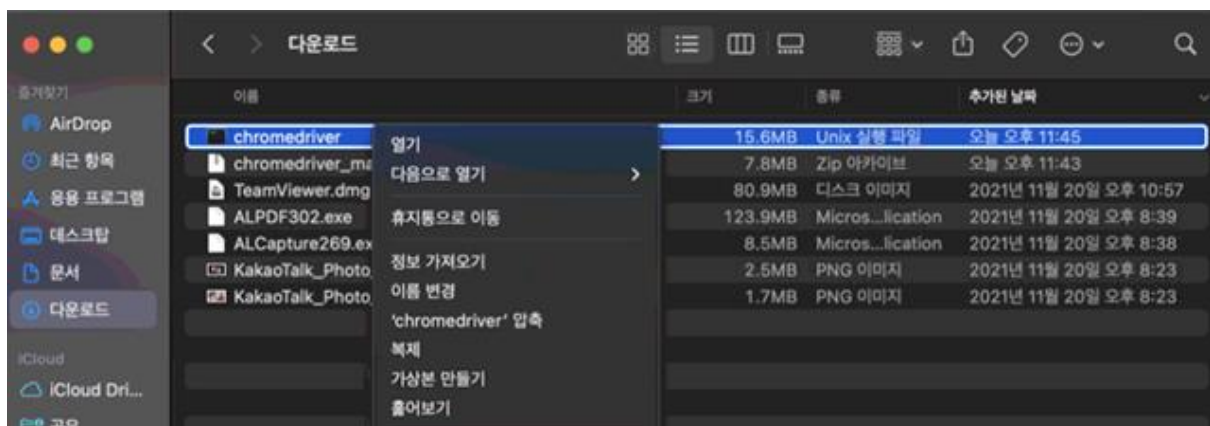 다운로드
즐겨찾기
이름 크기 종류 추가된 날짜
AirDrop
최근 항목
응용 프로그램
데스크탑
문서
다운로드
iCloud
iCloud Dri...
공유
chromedriver 15.6MB Unix 실행 파일 오늘 오후 11:45
chromedriver_ma 7.8MB Zip 아카이브 오늘 오후 11:43
TeamViewer.dmg 80.9MB 디스크 이미지 2021년 11월 20일 오후 10:57
ALPDF302.exe 123.9MB Micros...lication 2021년 11월 20일 오후 8:39
ALCapture269.ex 8.5MB Micros...lication 2021년 11월 20일 오후 8:38
KakaoTalk_Photo 2.5MB PNG 이미지 2021년 11월 20일 오후 8:23
KakaoTalk_Photo 1.7MB PNG 이미지 2021년 11월 20일 오후 8:23
열기
다음으로 열기
휴지통으로 이동
정보 가져오기
이름 변경
'chromedriver' 압축
복제
가상본 만들기
훑어보기